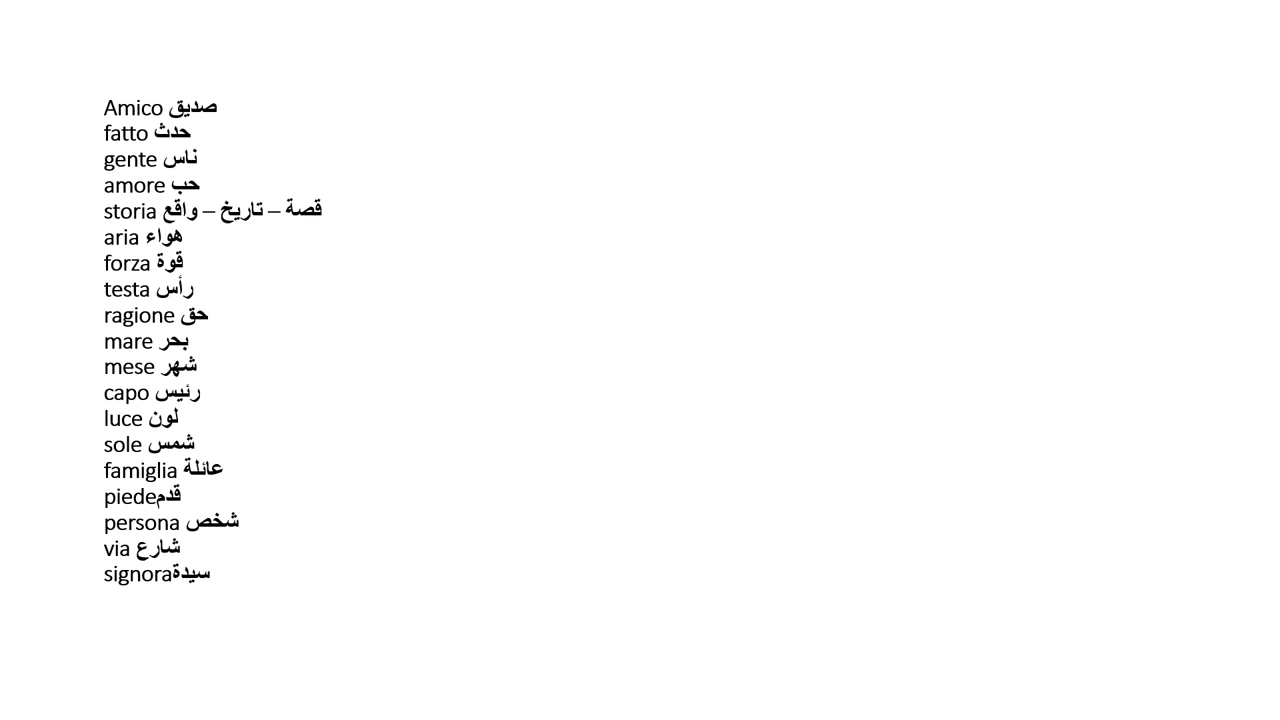 Amico صديق
fatto حدث
gente ناس
amore حب
storia قصة – تاريخ – واقع
aria هواء
forza قوة
testa رأس
ragione حق
mare بحر
mese شهر
capo رئيس
luce لون
sole شمس
famiglia عائلة
piedeقدم
persona شخص
via شارع
signoraسيدة